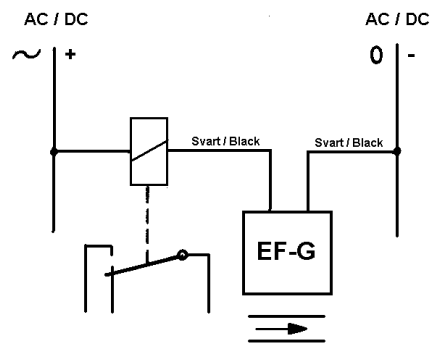 AC / DC AC / DC
~ + 0 -
Svart / Black Svart / Black
EF-G